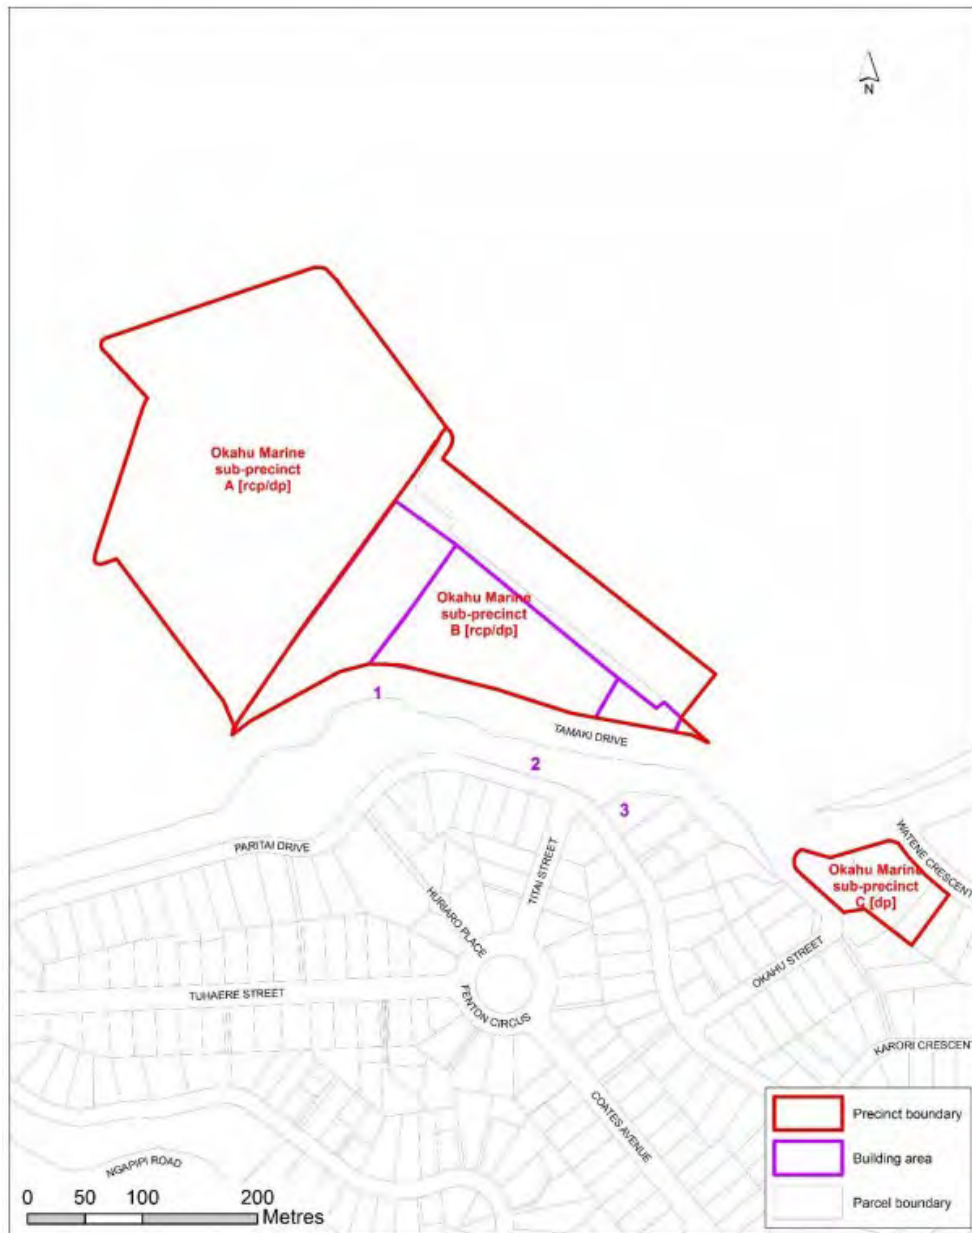 N
Okahu Marine
sub-precinct
A [rcp/dp]
Okahu Marine
sub-precinct
B [rcp/dp]
1
TAMAKI DRIVE
2
3
WATENE CRESCENT
PARITAI DRIVE
Okahu Marine
sub-precinct
C [dp]
TITAI STREET
HURIARO PLACE
OKAHU STREET
TUHAERE STREET
FENTON CIRCUS
KARORI CRESCENT
COATES AVENUE
NGAPIPI ROAD
Precinct boundary
Building area
Parcel boundary
0 50 100 200
Metres